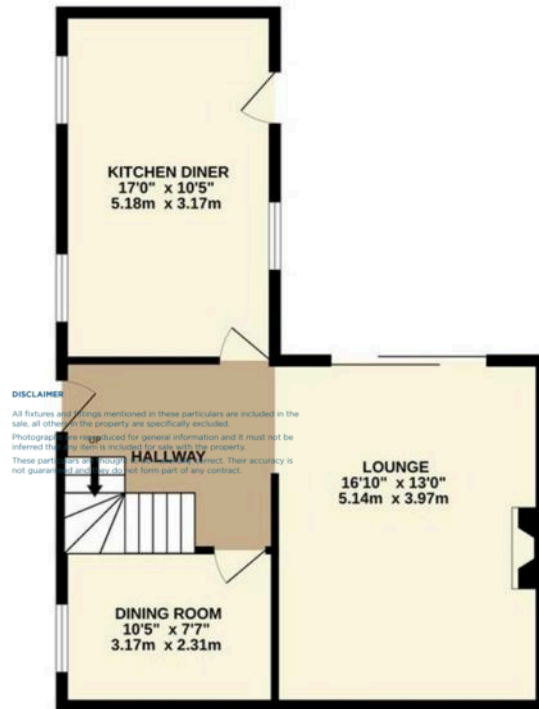 KITCHEN DINER
17'0" x 10'5"
5.18m x 3.17m
DISCLAIMER
All fixtures and fittings mentioned in these particulars are included in the
sale, all others in the property are specifically excluded.
Photographs are reproduced for general information and it must not be
inferred that any item is included for sale with the property.
These particulars are thought to be correct. Their accuracy is
not guaranteed and they do not form part of any contract.
UP
HALLWAY
LOUNGE
16'10" x 13'0"
5.14m x 3.97m
DINING ROOM
10'5" x 7'7"
3.17m x 2.31m